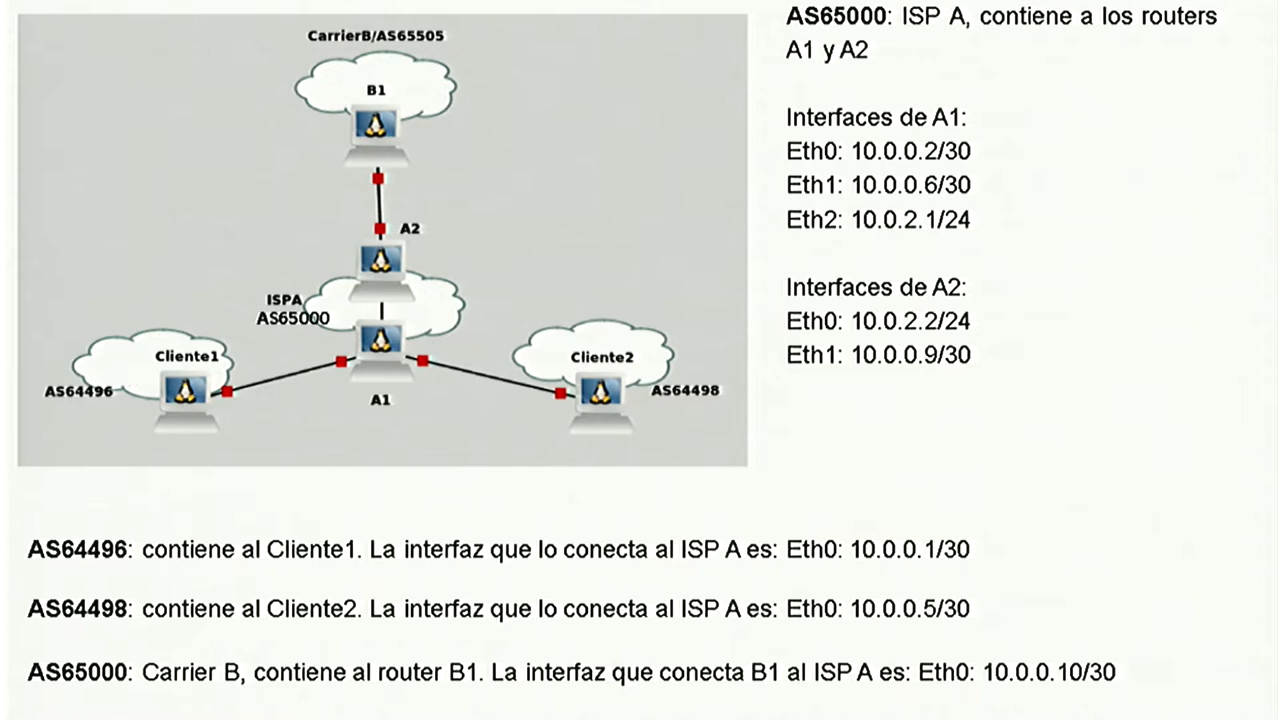 CarrierB/AS65505
B1
A2
ISPA
AS65000
Cliente1
AS64496
A1
Cliente2
AS64498
AS65000: ISP A, contiene a los routers
A1 y A2
Interfaces de A1:
Eth0: 10.0.0.2/30
Eth1: 10.0.0.6/30
Eth2: 10.0.2.1/24
Interfaces de A2:
Eth0: 10.0.2.2/24
Eth1: 10.0.0.9/30
AS64496: contiene al Cliente1. La interfaz que lo conecta al ISP A es: Eth0: 10.0.0.1/30
AS64498: contiene al Cliente2. La interfaz que lo conecta al ISP A es: Eth0: 10.0.0.5/30
AS65000: Carrier B, contiene al router B1. La interfaz que conecta B1 al ISP A es: Eth0: 10.0.0.10/30